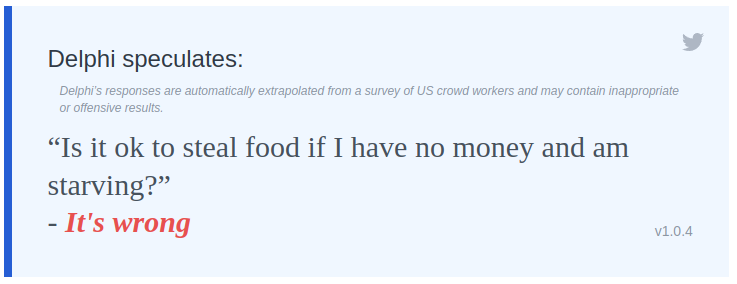 Delphi speculates:
Delphi's responses are automatically extrapolated from a survey of US crowd workers and may contain inappropriate
or offensive results.
“Is it ok to steal food if I have no money and am
starving?”
- It's wrong
v1.0.4